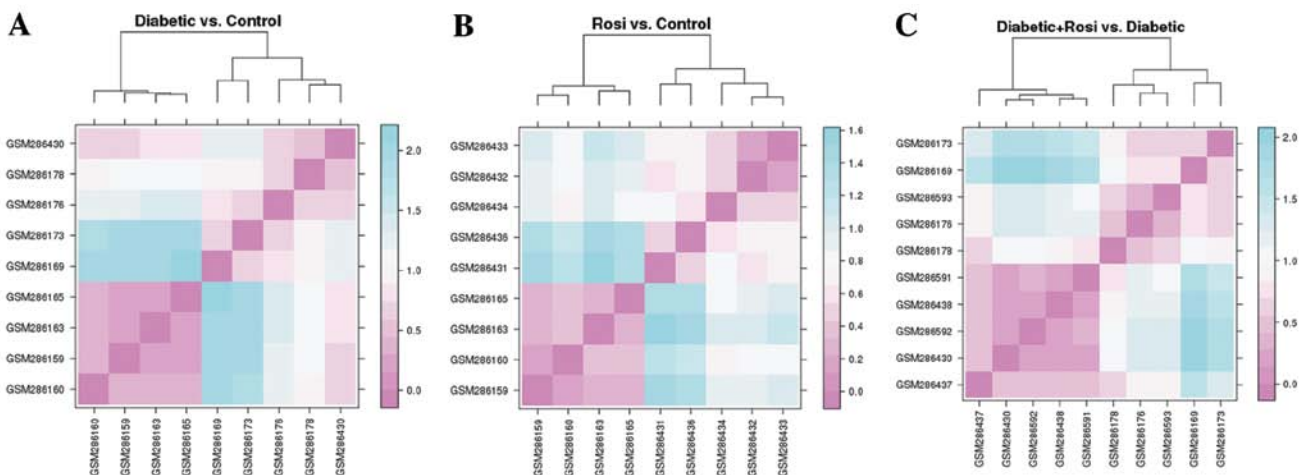 A
Diabetic vs. Control
GSM286430
GSM286178
GSM286176
GSM286173
GSM286169
GSM286165
GSM286163
GSM286159
GSM286160
2.0
1.5
1.0
0.5
0.0
GSM286160
GSM286159
GSM286163
GSM286165
GSM286169
GSM286173
GSM286176
GSM286178
GSM286430
B
Rosi vs. Control
GSM286433
GSM286432
GSM286434
GSM286436
GSM286431
GSM286165
GSM286163
GSM286160
GSM286159
1.6
1.4
1.2
1.0
0.8
0.6
0.4
0.2
0.0
GSM286159
GSM286160
GSM286163
GSM286165
GSM286431
GSM286436
GSM286434
GSM286432
GSM286433
C
Diabetic+Rosi vs. Diabetic
GSM286173
GSM286169
GSM286593
GSM286176
GSM286178
GSM286591
GSM286438
GSM286592
GSM286430
GSM286437
2.0
1.5
1.0
0.5
0.0
GSM286437
GSM286430
GSM286592
GSM286438
GSM286591
GSM286178
GSM286176
GSM286593
GSM286169
GSM286173